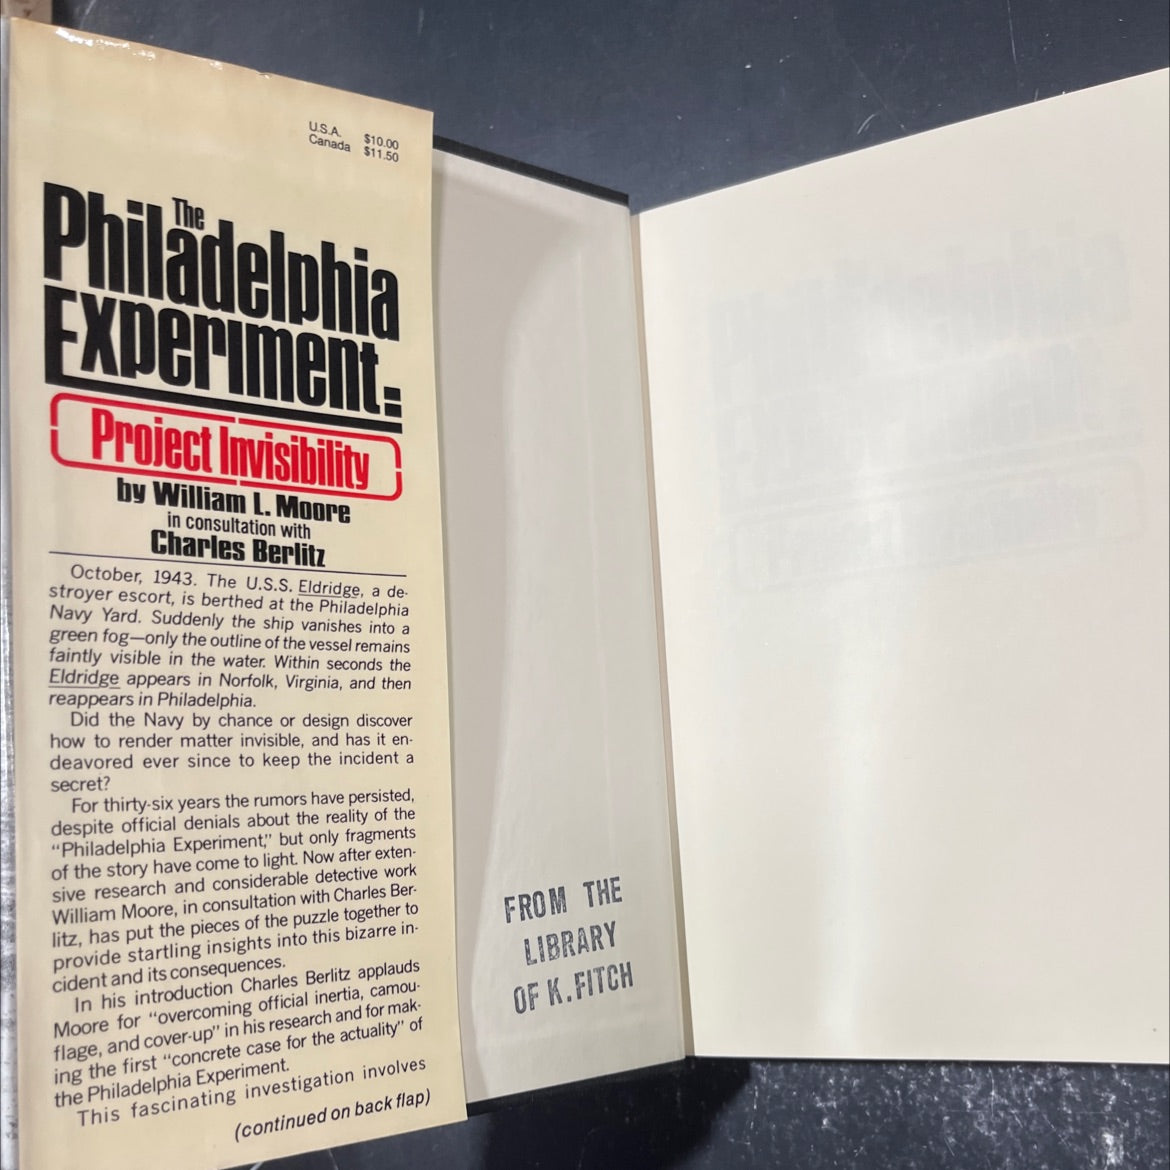 U.S.A. $10.00
Canada $11.50
The
Philadelphia
Experiment:
Project Invisibility
by William L. Moore
in consultation with
Charles Berlitz
October, 1943. The U.S.S. Eldridge, a de-
stroyer escort, is berthed at the Philadelphia
Navy Yard. Suddenly the ship vanishes into a
green fog—only the outline of the vessel remains
faintly visible in the water. Within seconds the
Eldridge appears in Norfolk, Virginia, and then
reappears in Philadelphia.
Did the Navy by chance or design discover
how to render matter invisible, and has it en-
deavored ever since to keep the incident a
secret?
For thirty-six years the rumors have persisted,
despite official denials about the reality of the
“Philadelphia Experiment,” but only fragments
of the story have come to light. Now after exten-
sive research and considerable detective work
William Moore, in consultation with Charles Ber-
litz, has put the pieces of the puzzle together to
provide startling insights into this bizarre in-
cident and its consequences.
In his introduction Charles Berlitz applauds
Moore for “overcoming official inertia, camou-
flage, and cover-up” in his research and for mak-
ing the first “concrete case for the actuality” of
the Philadelphia Experiment.
This fascinating investigation involves
(continued on back flap)
FROM THE
LIBRARY
OF K. FITCH